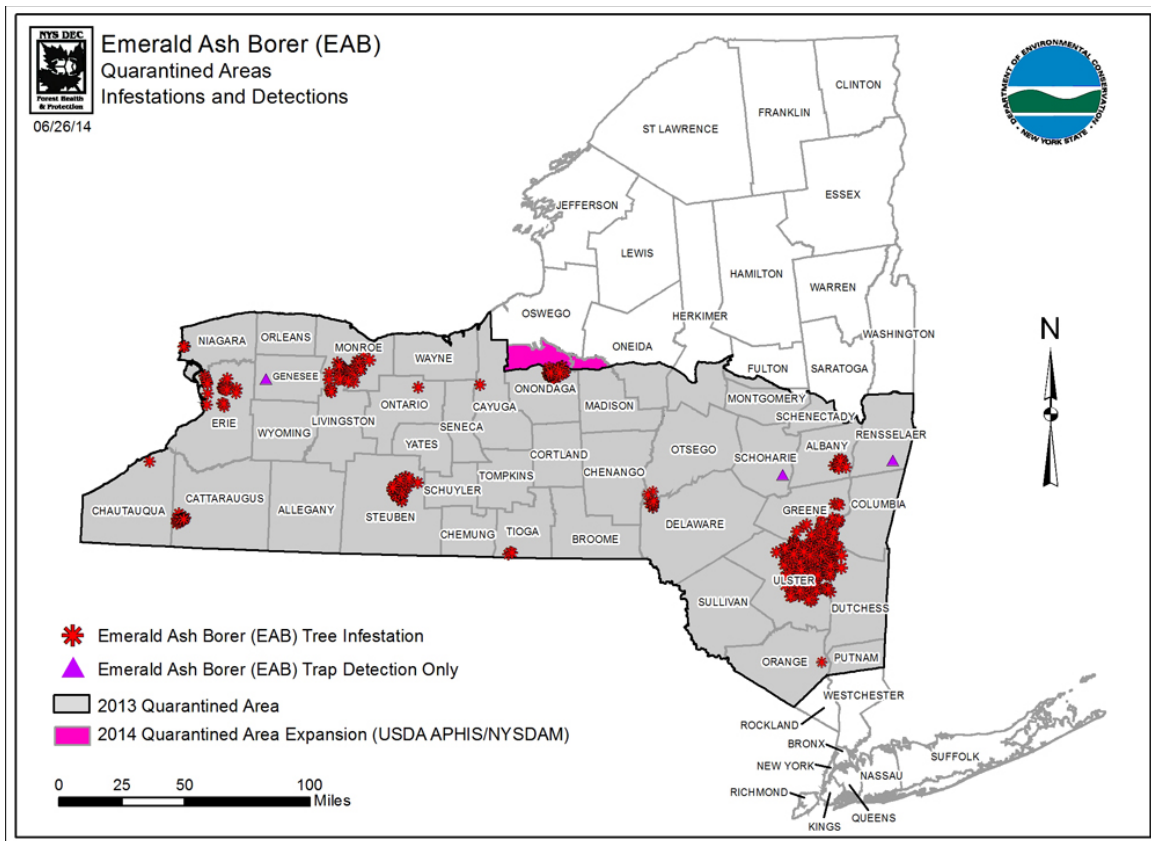 NYS DEC
Forest Health
& Protection
06/26/14
Emerald Ash Borer (EAB)
Quarantined Areas
Infestations and Detections
DEPARTMENT OF ENVIRONMENTAL CONSERVATION
NEW YORK STATE
CLINTON
FRANKLIN
ST LAWRENCE
ESSEX
JEFFERSON
LEWIS
HAMILTON
WARREN
OSWEGO
HERKIMER
WASHINGTON
ONEIDA
NIAGARA
ORLEANS
MONROE
WAYNE
FULTON
SARATOGA
GENESEE
ONONDAGA
MONTGOMERY
ONTARIO
CAYUGA
MADISON
SCHENECTADY
ERIE
WYOMING
LIVINGSTON
SENECA
RENSSELAER
YATES
OTSEGO
ALBANY
CORTLAND
SCHOHARIE
TOMPKINS
CHENANGO
SCHUYLER
CATTARAUGUS
CHAUTAUQUA
ALLEGANY
STEUBEN
GREENE
COLUMBIA
DELAWARE
CHEMUNG
TIOGA
BROOME
ULSTER
SULLIVAN
DUTCHESS
ORANGE
PUTNAM
WESTCHESTER
ROCKLAND
BRONX
SUFFOLK
NEW YORK
NASSAU
RICHMOND
QUEENS
KINGS
N
Emerald Ash Borer (EAB) Tree Infestation
Emerald Ash Borer (EAB) Trap Detection Only
2013 Quarantined Area
2014 Quarantined Area Expansion (USDA APHIS/NYSDAM)
0 25 50 100
Miles